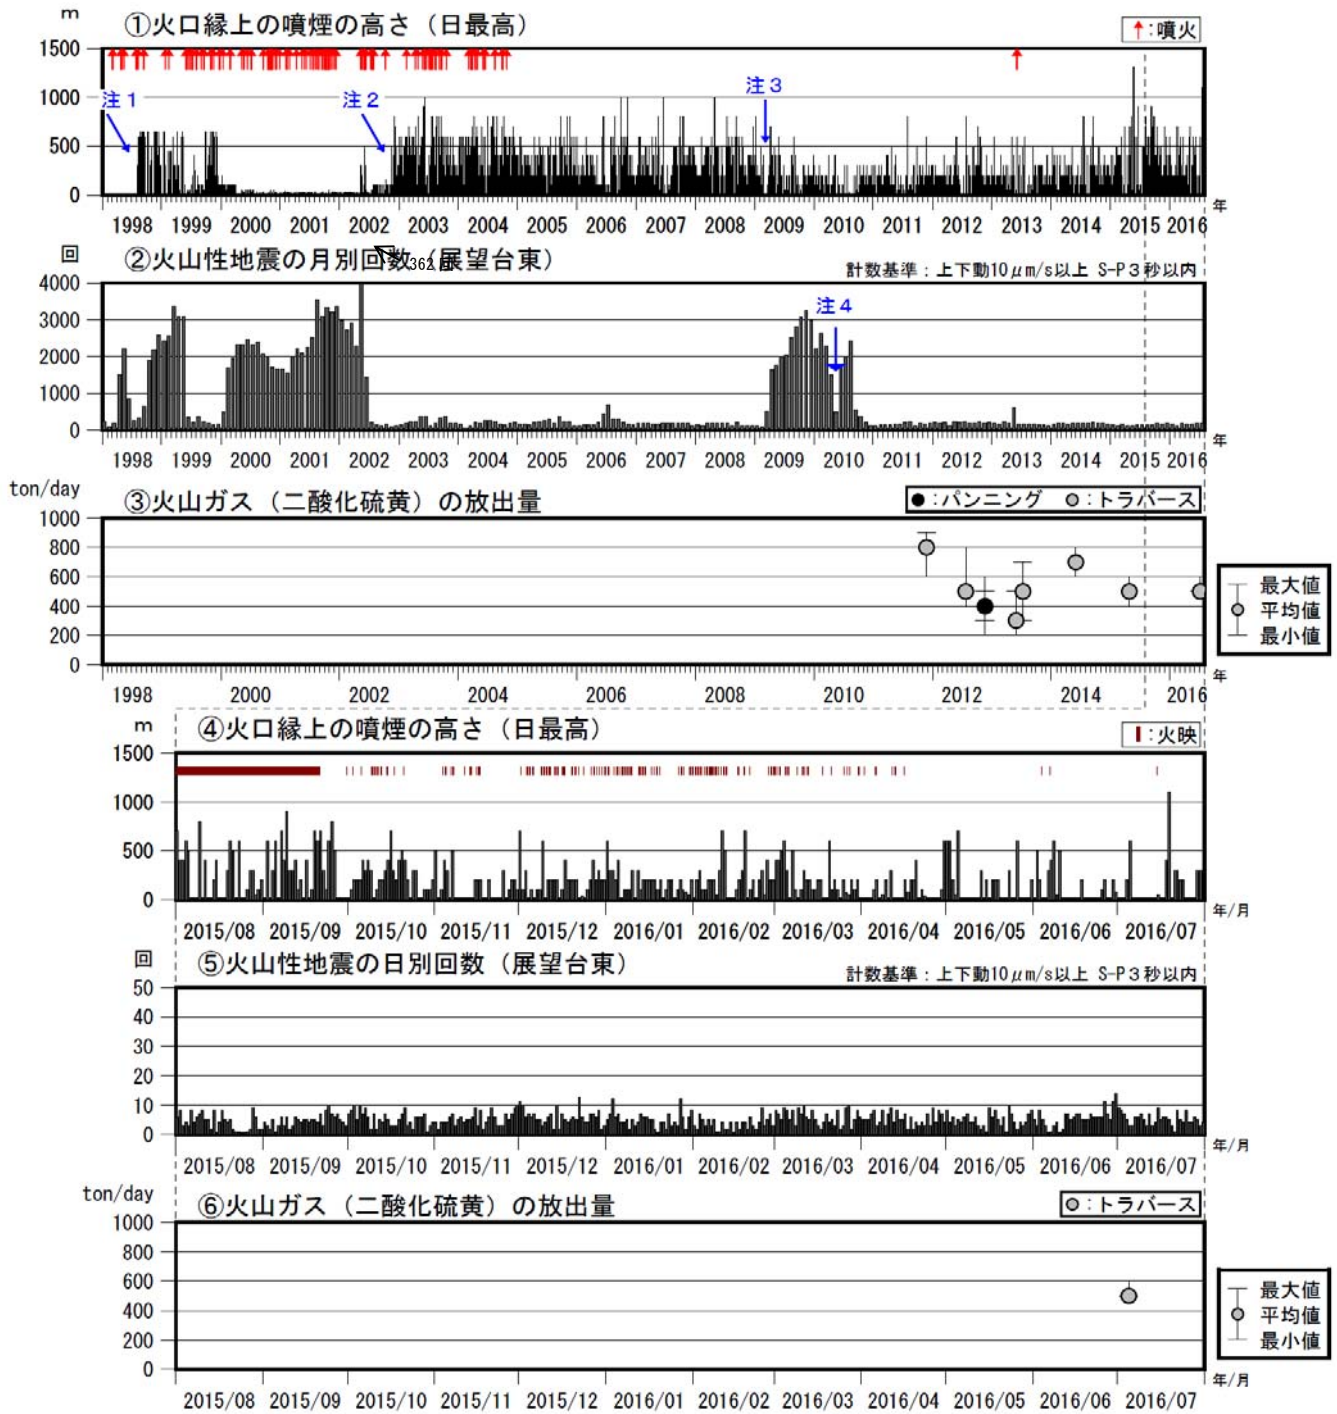 m ①火口縁上の噴煙の高さ（日最高） ↑:噴火
1500
1000
500
0
注1
注2
注3
1998 1999 2000 2001 2002 2003 2004 2005 2006 2007 2008 2009 2010 2011 2012 2013 2014 2015 2016 年
回 ②火山性地震の月別回数（展望台東） 計数基準：上下動10μm/s以上 S-P3秒以内
4000
3000
2000
1000
0
注4
1998 1999 2000 2001 2002 2003 2004 2005 2006 2007 2008 2009 2010 2011 2012 2013 2014 2015 2016 年
ton/day ③火山ガス（二酸化硫黄）の放出量 ●:パンニング ○:トラバース
1000
800
600
400
200
0
最大値
平均値
最小値
1998 2000 2002 2004 2006 2008 2010 2012 2014 2016 年
m ④火口縁上の噴煙の高さ（日最高） ┃:火映
1500
1000
500
0
2015/08 2015/09 2015/10 2015/11 2015/12 2016/01 2016/02 2016/03 2016/04 2016/05 2016/06 2016/07 年/月
回 ⑤火山性地震の日別回数（展望台東） 計数基準：上下動10μm/s以上 S-P3秒以内
50
40
30
20
10
0
2015/08 2015/09 2015/10 2015/11 2015/12 2016/01 2016/02 2016/03 2016/04 2016/05 2016/06 2016/07 年/月
ton/day ⑥火山ガス（二酸化硫黄）の放出量 ○:トラバース
1000
800
600
400
200
0
最大値
平均値
最小値
2015/08 2015/09 2015/10 2015/11 2015/12 2016/01 2016/02 2016/03 2016/04 2016/05 2016/06 2016/07 年/月